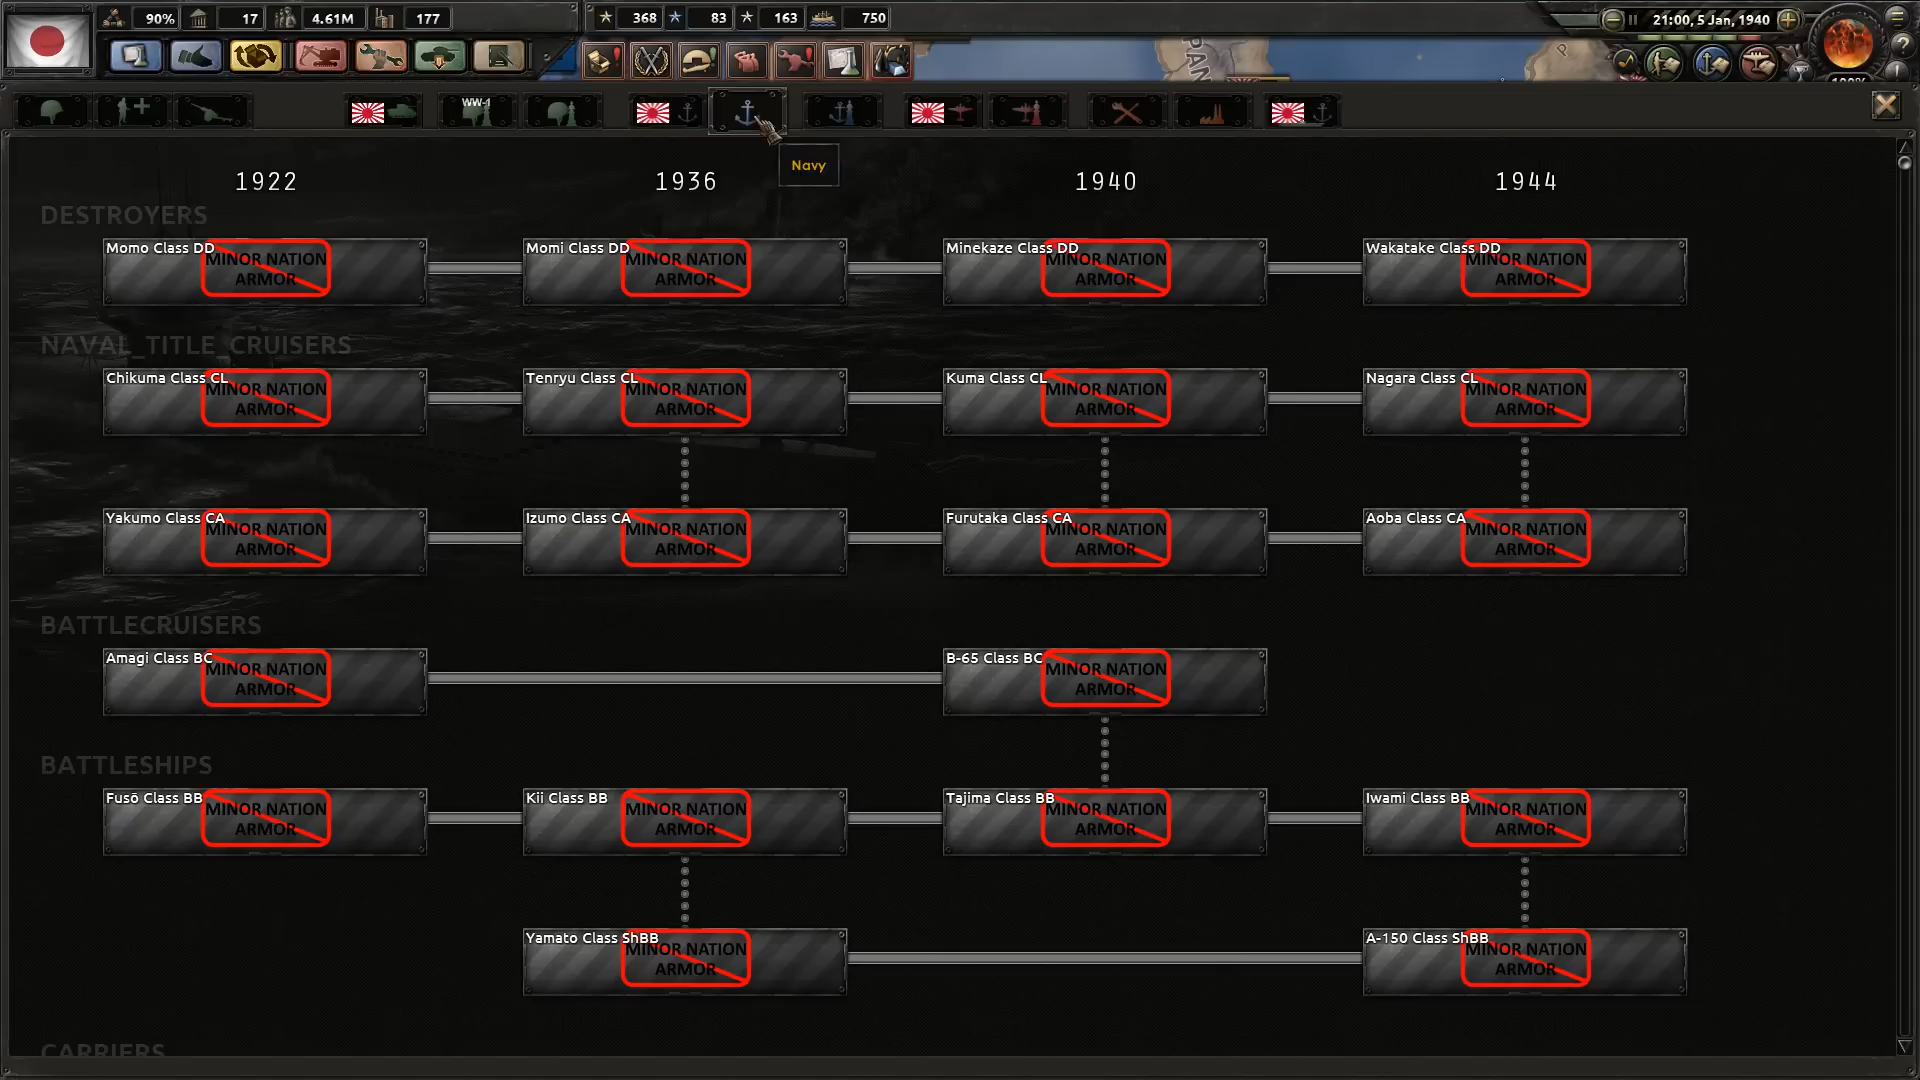 90%
17
4.61M
177
368
83
163
750
21:00, 5 Jan, 1940
WW-1
Navy
1922
1936
1940
1944
DESTROYERS
Momo Class DD
MINOR NATION
ARMOR
Momi Class DD
MINOR NATION
ARMOR
Minekaze Class DD
MINOR NATION
ARMOR
Wakatake Class DD
MINOR NATION
ARMOR
NAVAL_TITLE_CRUISERS
Chikuma Class CL
MINOR NATION
ARMOR
Tenryu Class CL
MINOR NATION
ARMOR
Kuma Class CL
MINOR NATION
ARMOR
Nagara Class CL
MINOR NATION
ARMOR
Yakumo Class CA
MINOR NATION
ARMOR
Izumo Class CA
MINOR NATION
ARMOR
Furutaka Class CA
MINOR NATION
ARMOR
Aoba Class CA
MINOR NATION
ARMOR
BATTLECRUISERS
Amagi Class BC
MINOR NATION
ARMOR
B-65 Class BC
MINOR NATION
ARMOR
BATTLESHIPS
Fusō Class BB
MINOR NATION
ARMOR
Kii Class BB
MINOR NATION
ARMOR
Tajima Class BB
MINOR NATION
ARMOR
Iwami Class BB
MINOR NATION
ARMOR
Yamato Class ShBB
MINOR NATION
ARMOR
A-150 Class ShBB
MINOR NATION
ARMOR
CARRIERS